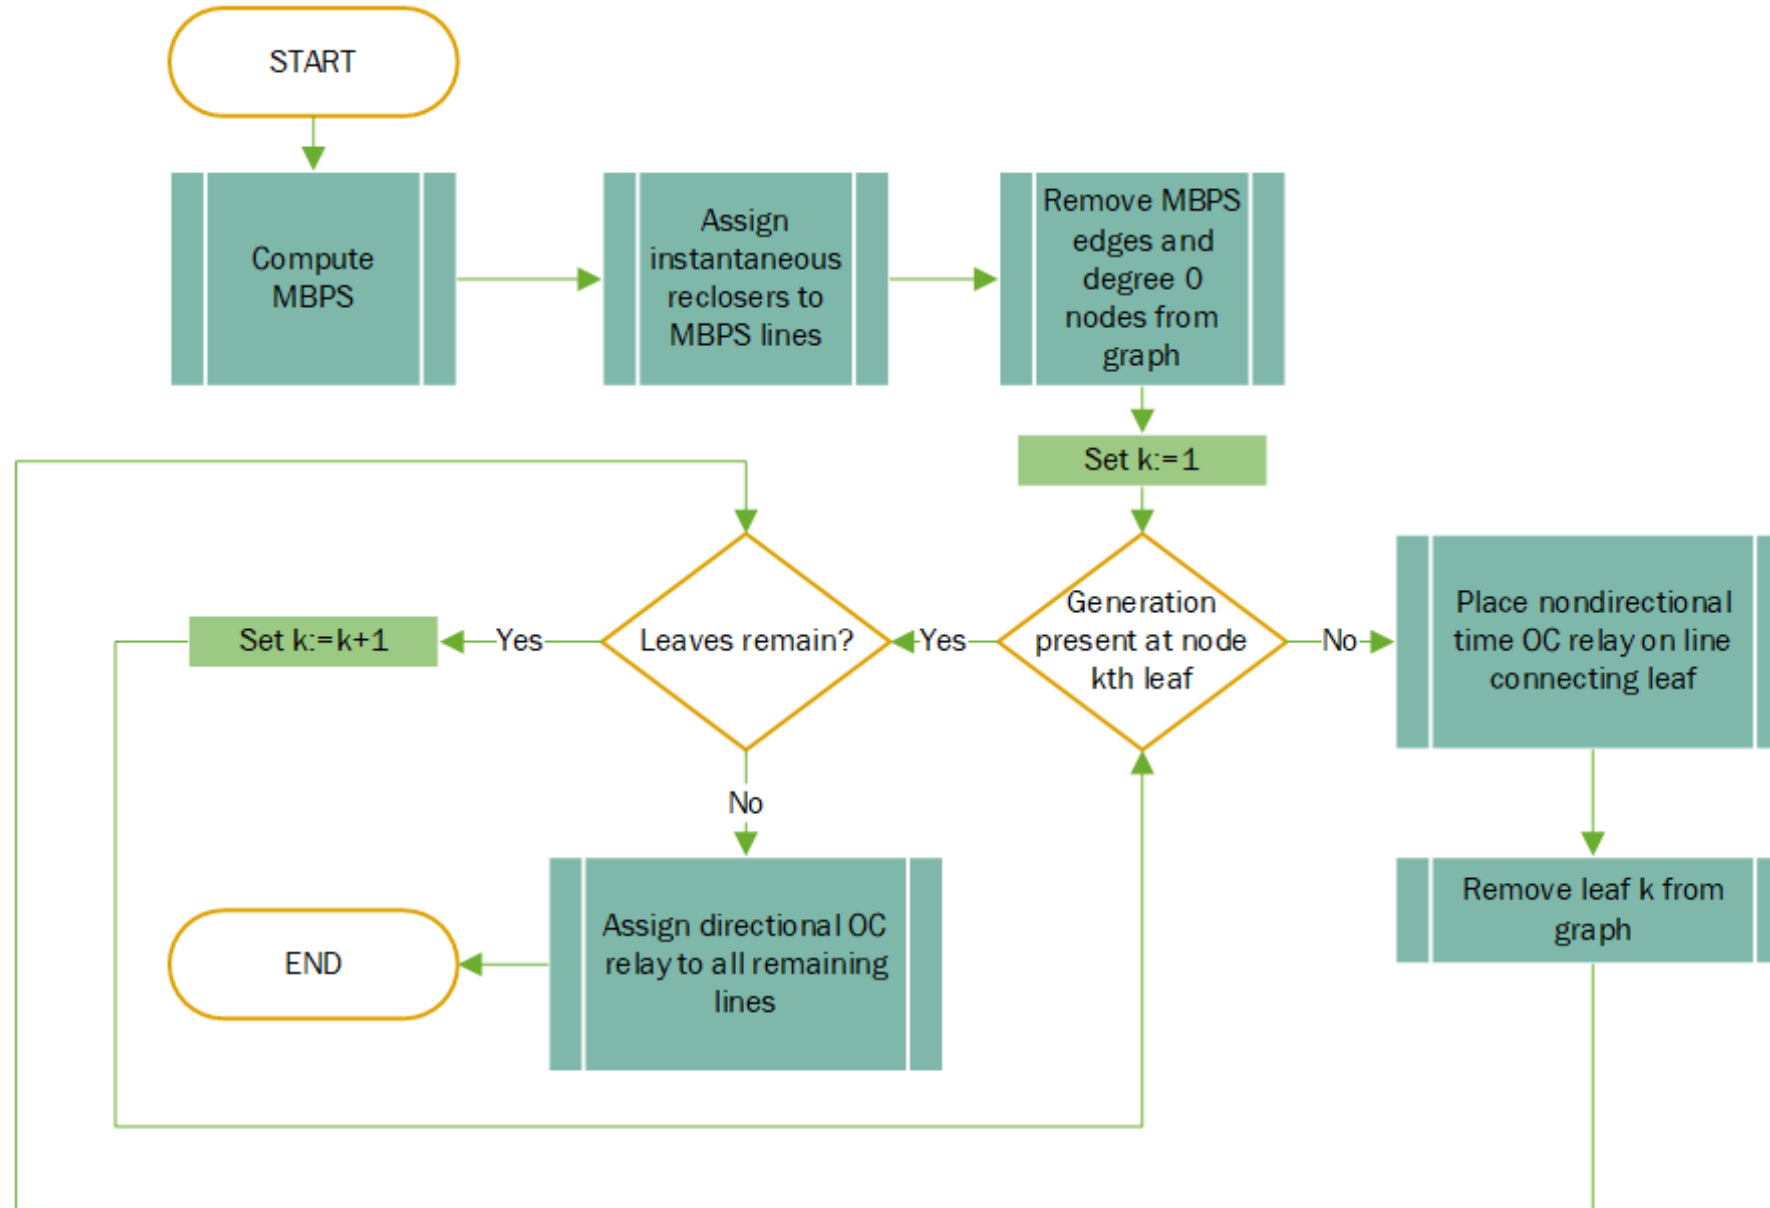 START
Compute
MBPS
Assign
instantaneous
reclosers to
MBPS lines
Remove MBPS
edges and
degree 0
nodes from
graph
Set k:=1
Set k:=k+1
Yes
Leaves remain?
Yes
Generation
present at node
kth leaf
No
Place nondirectional
time OC relay on line
connecting leaf
No
Remove leaf k from
graph
END
Assign directional OC
relay to all remaining
lines